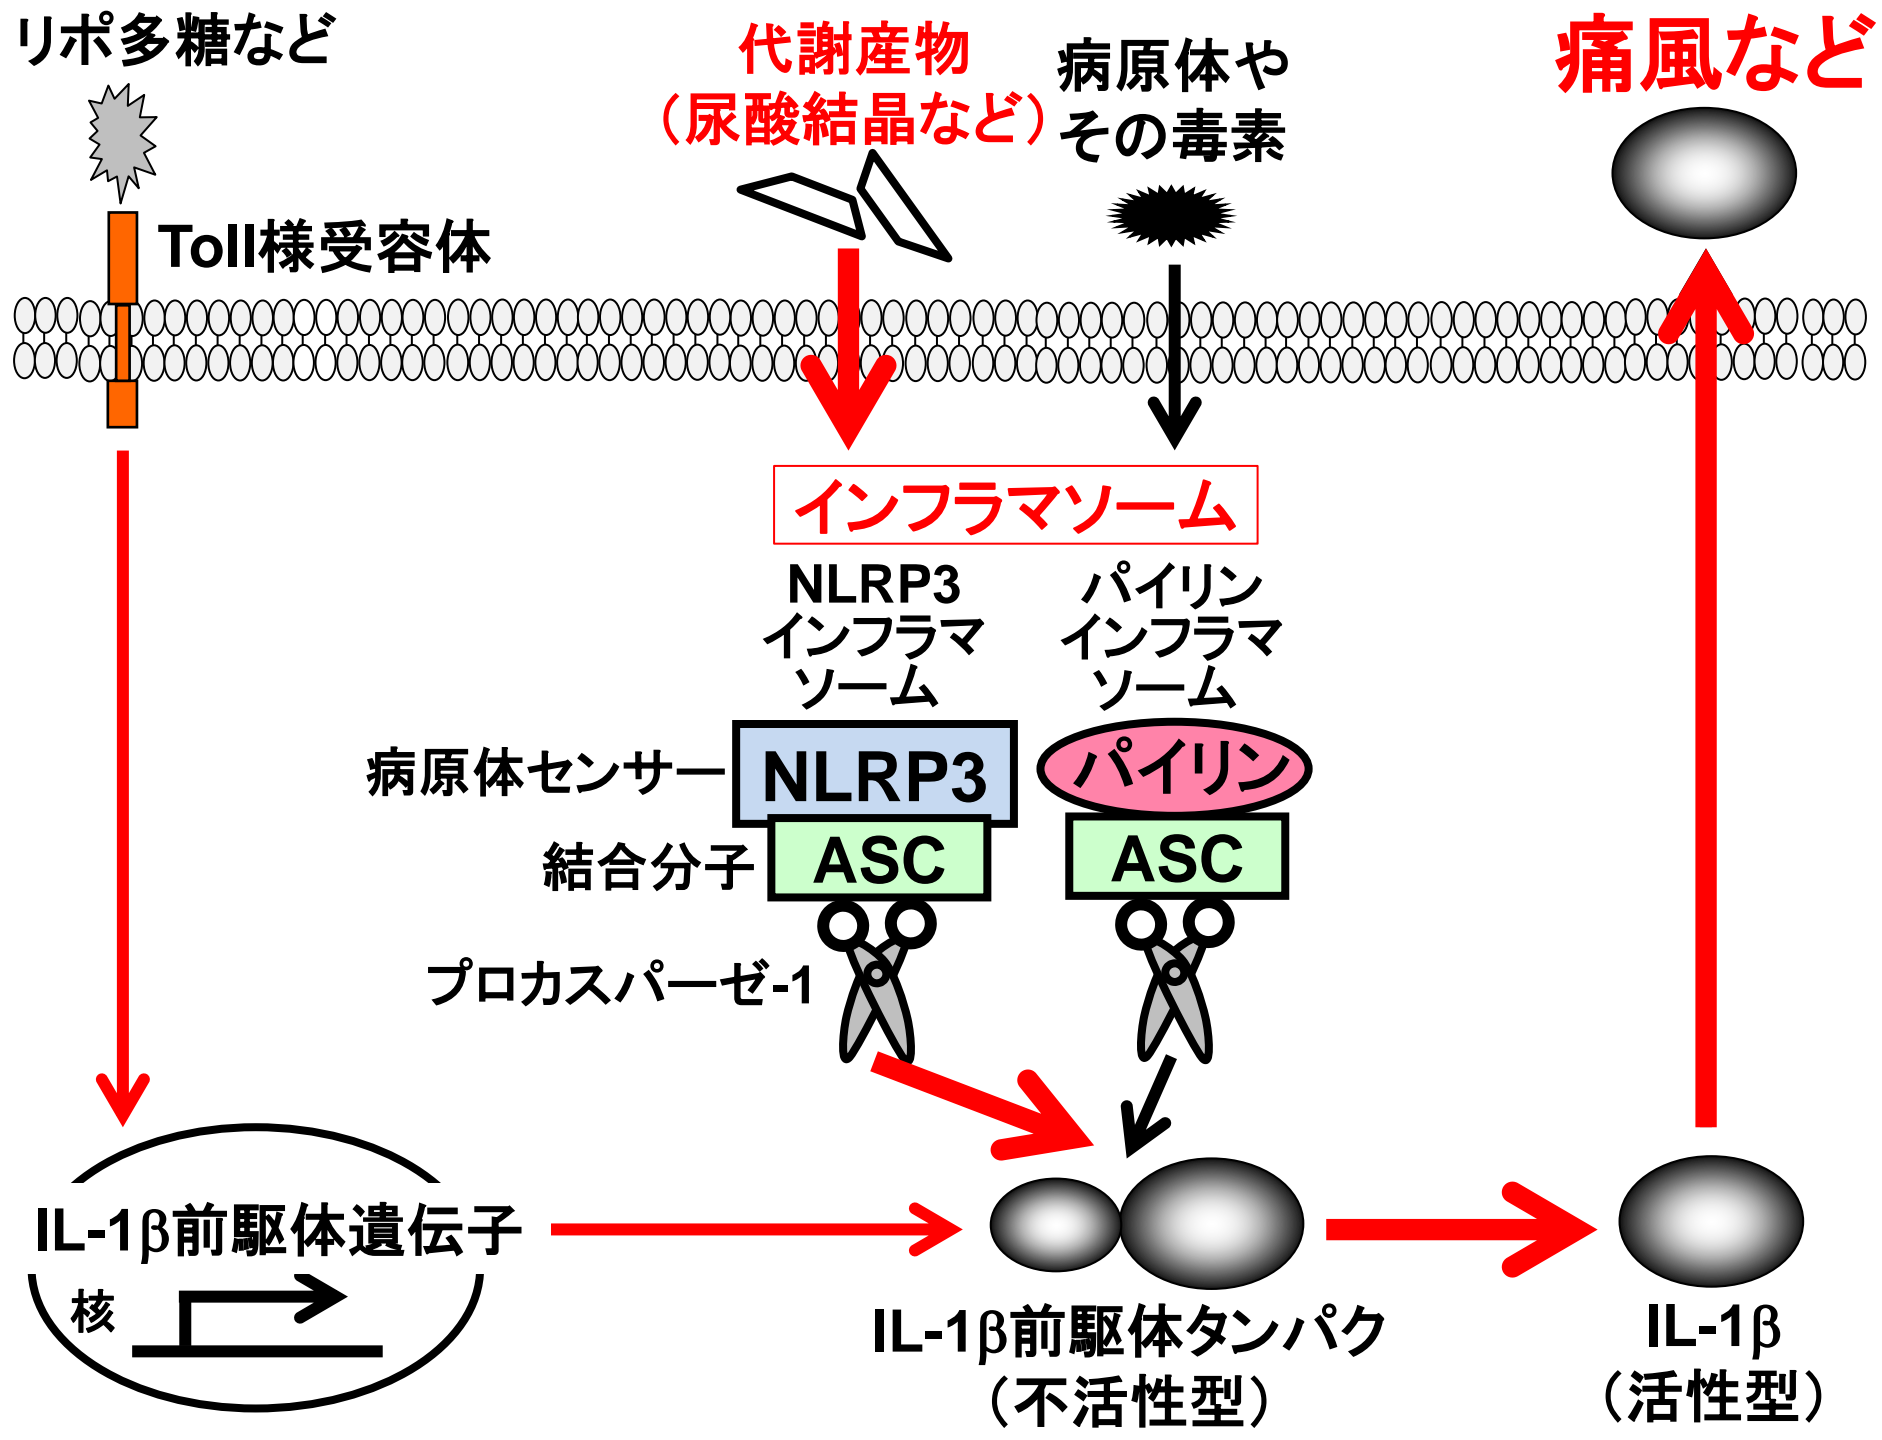 リポ多糖など
代謝産物
（尿酸結晶など）
病原体や
その毒素
痛風など
Toll様受容体
インフラマソーム
NLRP3
インフラマ
ソーム
パイリン
インフラマ
ソーム
病原体センサー
NLRP3
パイリン
結合分子
ASC
ASC
プロカスパーゼ-1
IL-1β前駆体遺伝子
核
IL-1β前駆体タンパク
（不活性型）
IL-1β
（活性型）